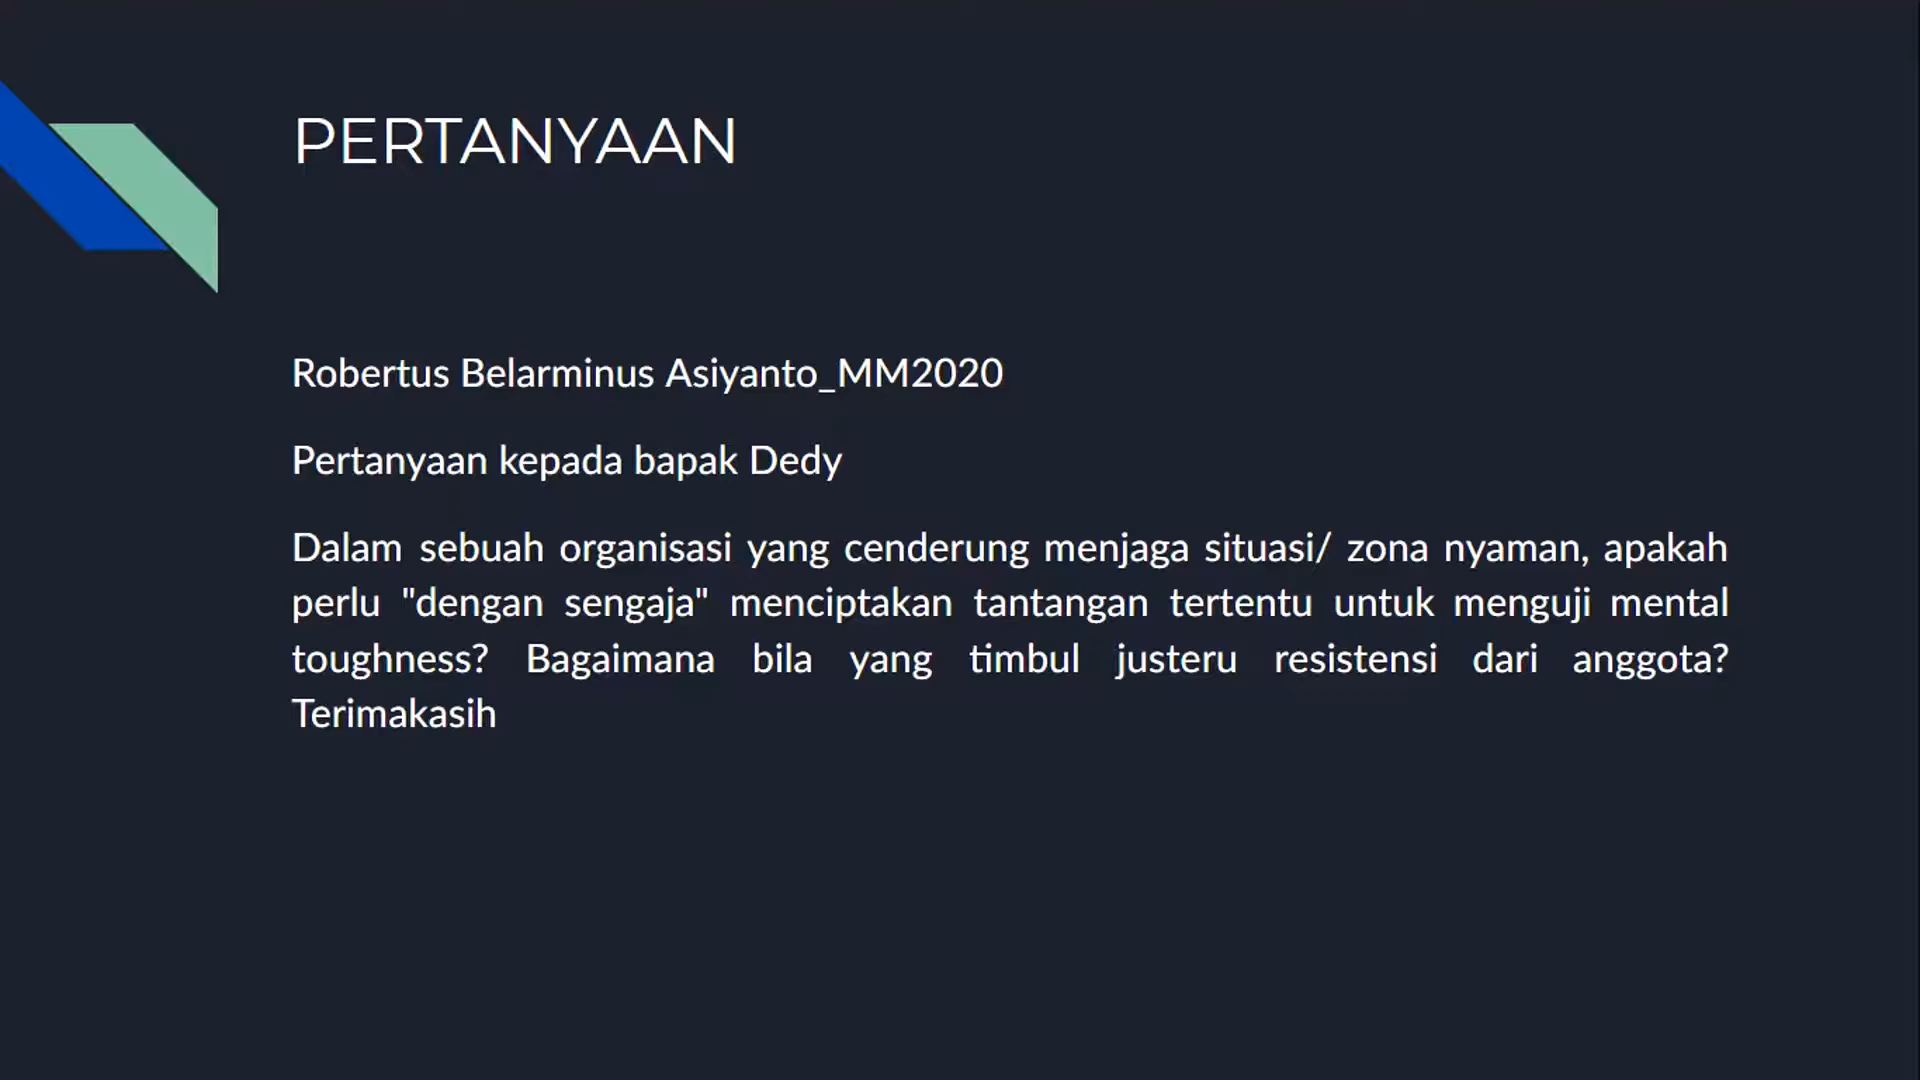 PERTANYAAN
Robertus Belarminus Asiyanto_MM2020
Pertanyaan kepada bapak Dedy
Dalam sebuah organisasi yang cenderung menjaga situasi/ zona nyaman, apakah
perlu "dengan sengaja" menciptakan tantangan tertentu untuk menguji mental
toughness? Bagaimana bila yang timbul justeru resistensi dari anggota?
Terimakasih